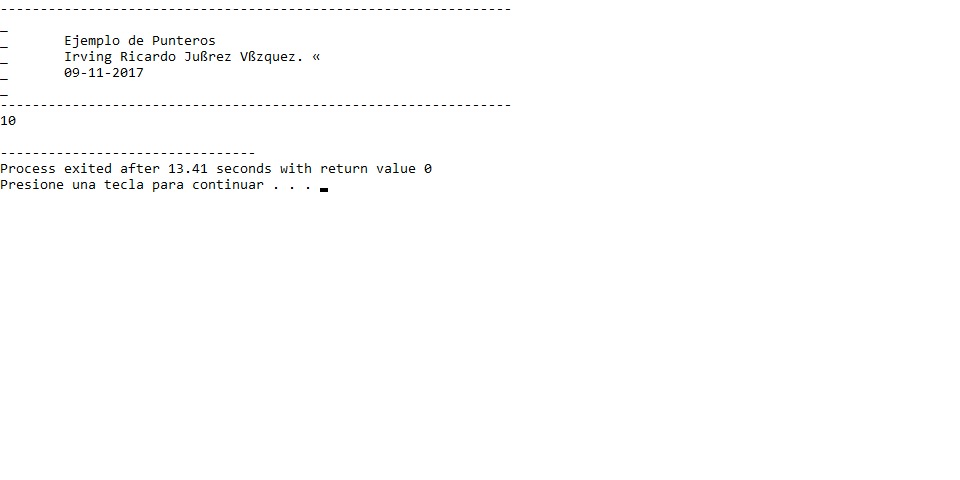 ----------------------------------------------------------------
_
_       Ejemplo de Punteros
_       Irving Ricardo Jußrez Vßzquez. «
_       09-11-2017
_
----------------------------------------------------------------
10
--------------------------------
Process exited after 13.41 seconds with return value 0
Presione una tecla para continuar . . .